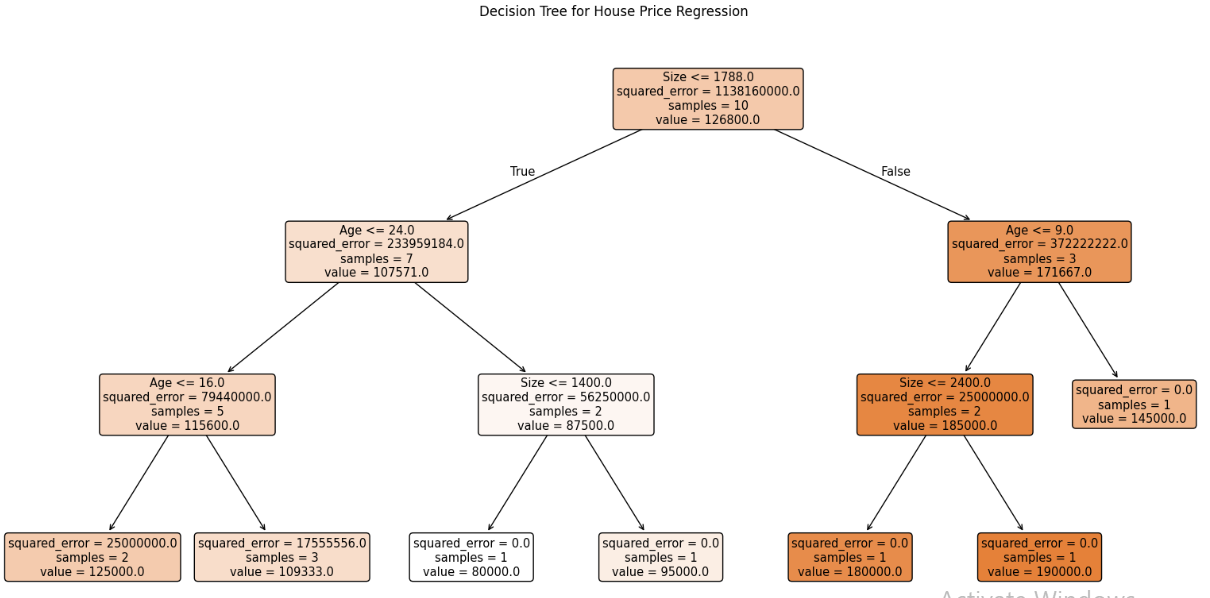 Decision Tree for House Price Regression
Size <= 1788.0
squared_error = 1138160000.0
samples = 10
value = 126800.0
True
False
Age <= 24.0
squared_error = 233959184.0
samples = 7
value = 107571.0
Age <= 9.0
squared_error = 372222222.0
samples = 3
value = 171667.0
Age <= 16.0
squared_error = 79440000.0
samples = 5
value = 115600.0
Size <= 1400.0
squared_error = 56250000.0
samples = 2
value = 87500.0
Size <= 2400.0
squared_error = 25000000.0
samples = 2
value = 185000.0
squared_error = 0.0
samples = 1
value = 145000.0
squared_error = 25000000.0
samples = 2
value = 125000.0
squared_error = 17555556.0
samples = 3
value = 109333.0
squared_error = 0.0
samples = 1
value = 80000.0
squared_error = 0.0
samples = 1
value = 95000.0
squared_error = 0.0
samples = 1
value = 180000.0
squared_error = 0.0
samples = 1
value = 190000.0
Activate Windows